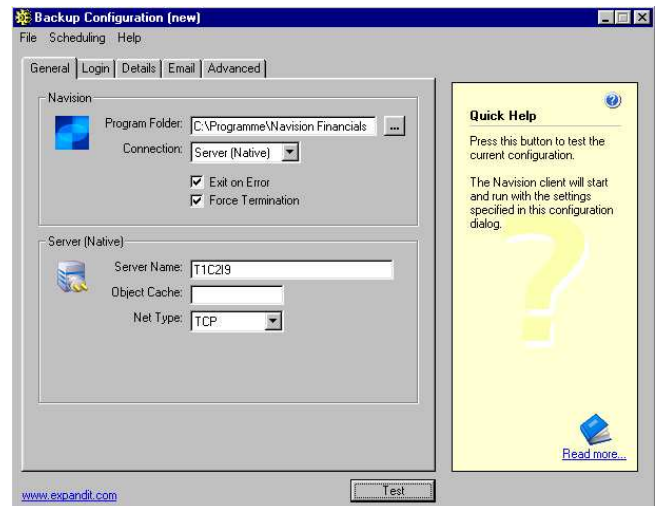 Backup Configuration (new)
File Scheduling Help
General Login Details Email Advanced
Navision
Program Folder: C:\Programme\Navision Financials ...
Connection: Server (Native)
Exit on Error
Force Termination
Server (Native)
Server Name: T1C2I9
Object Cache:
Net Type: TCP
Quick Help
Press this button to test the
current configuration.
The Navision client will start
and run with the settings
specified in this configuration
dialog.
Read more...
www.expandit.com
Test